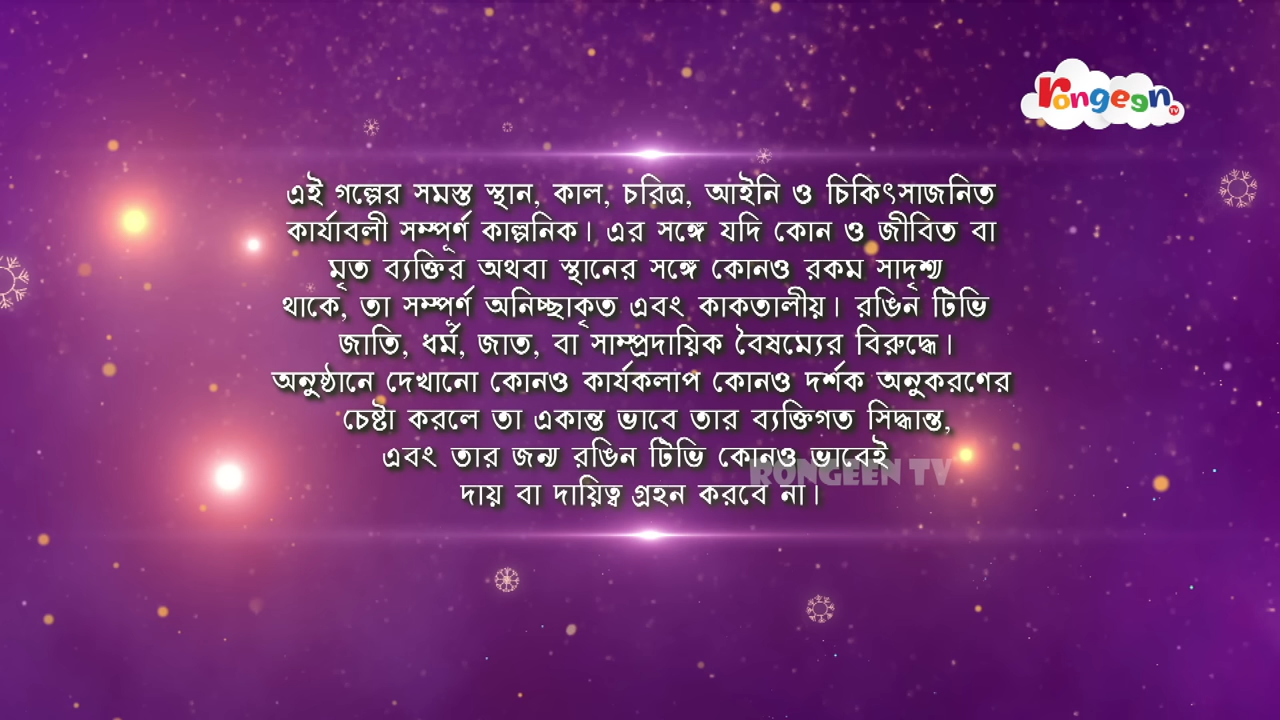 rongeen TV
এই গল্পের সমস্ত স্থান, কাল, চরিত্র, আইনি ও চিকিৎসাজনিত
কার্যাবলী সম্পূর্ণ কাল্পনিক। এর সঙ্গে যদি কোন ও জীবিত বা
মৃত ব্যক্তির অথবা স্থানের সঙ্গে কোনও রকম সাদৃশ্য
থাকে, তা সম্পূর্ণ অনিচ্ছাকৃত এবং কাকতালীয়। রঙিন টিভি
জাতি, ধর্ম, জাত, বা সাম্প্রদায়িক বৈষম্যের বিরুদ্ধে।
অনুষ্ঠানে দেখানো কোনও কার্যকলাপ কোনও দর্শক অনুকরণের
চেষ্টা করলে তা একান্ত ভাবে তার ব্যক্তিগত সিদ্ধান্ত,
এবং তার জন্য রঙিন টিভি কোনও ভাবেই
RONGEEN TV
দায় বা দায়িত্ব গ্রহন করবে না।